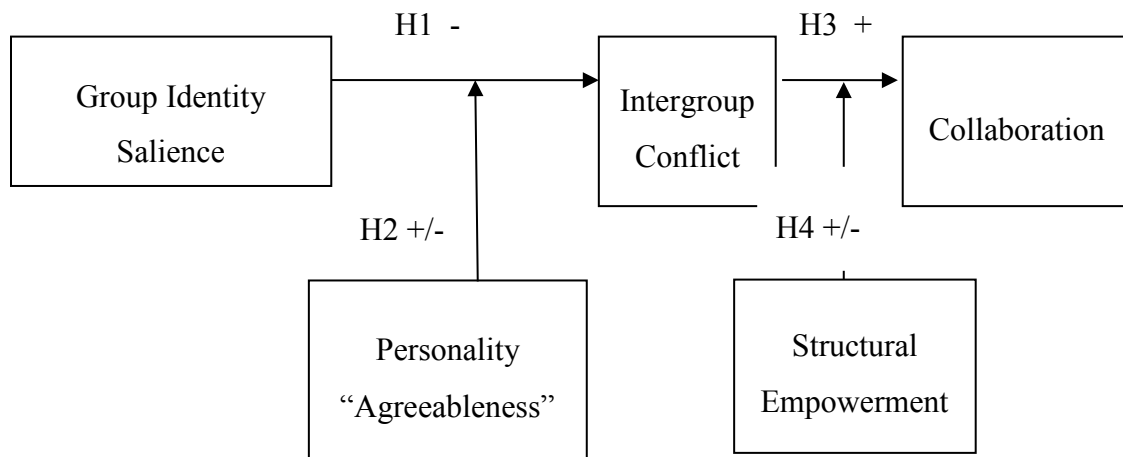 H1 -
H3 +
Group Identity
Salience
Intergroup
Conflict
Collaboration
H2 +/-
H4 +/-
Personality
“Agreeableness”
Structural
Empowerment